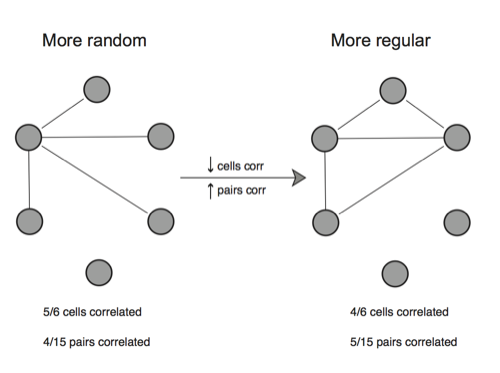 More random
More regular
↓ cells corr
↑ pairs corr
5/6 cells correlated
4/15 pairs correlated
4/6 cells correlated
5/15 pairs correlated